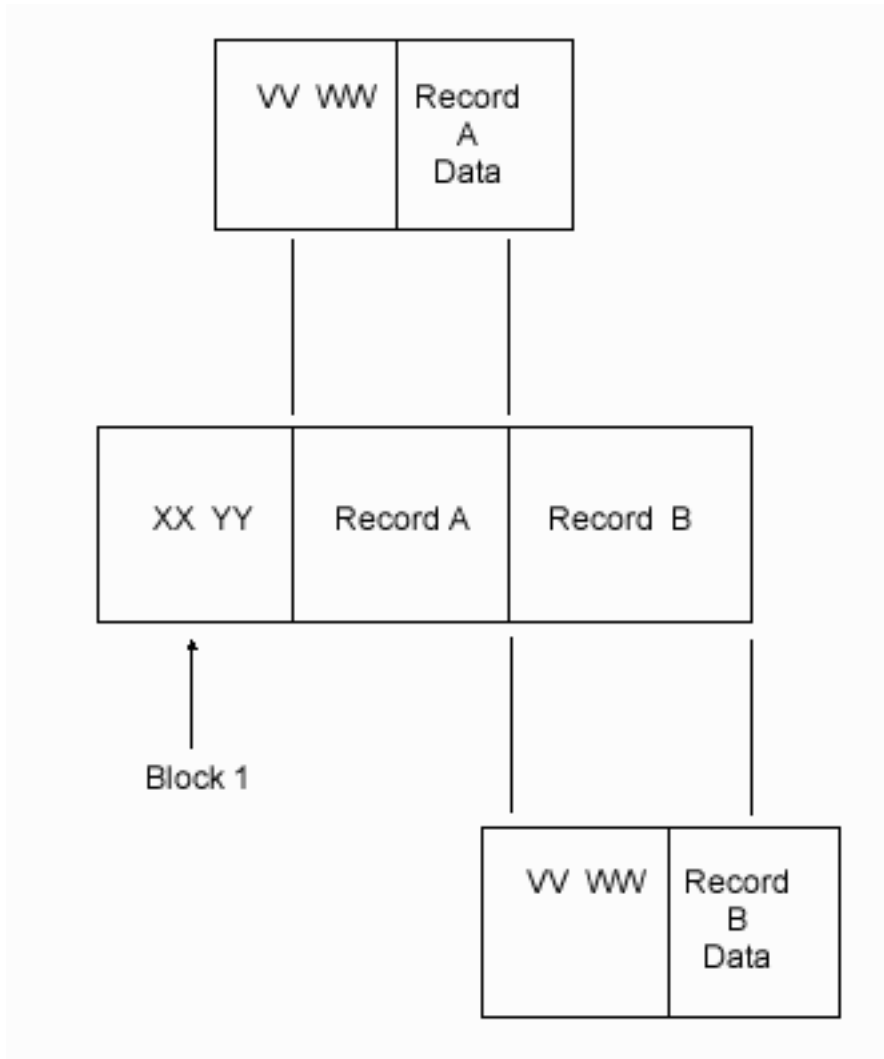 VV WW
Record
A
Data
XX YY
Record A
Record B
Block 1
VV WW
Record
B
Data